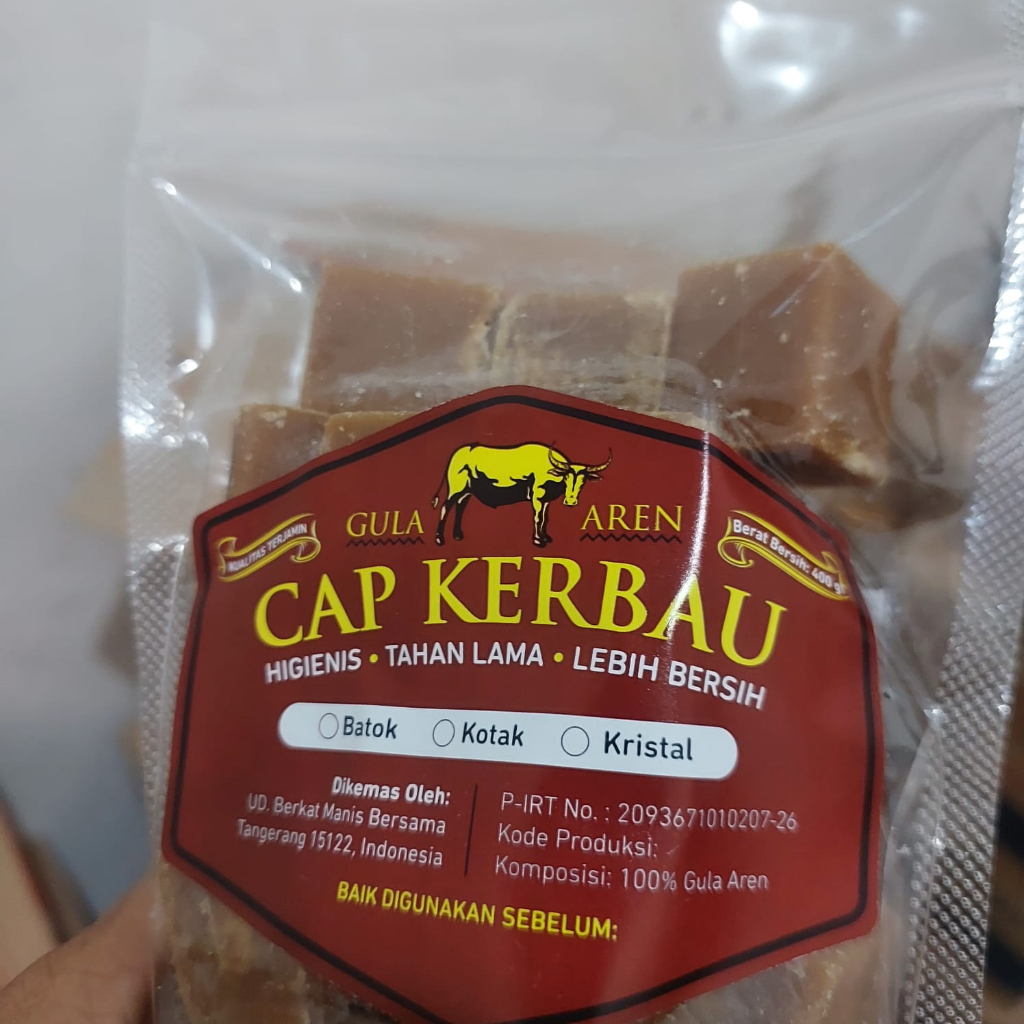 GULA AREN
KUALITAS TERJAMIN
Berat Bersih: 400 gr
CAP KERBAU
HIGIENIS • TAHAN LAMA • LEBIH BERSIH
Batok Kotak Kristal
Dikemas Oleh:
UD. Berkat Manis Bersama
Tangerang 15122, Indonesia
P-IRT No. : 2093671010207-26
Kode Produksi:
Komposisi: 100% Gula Aren
BAIK DIGUNAKAN SEBELUM: